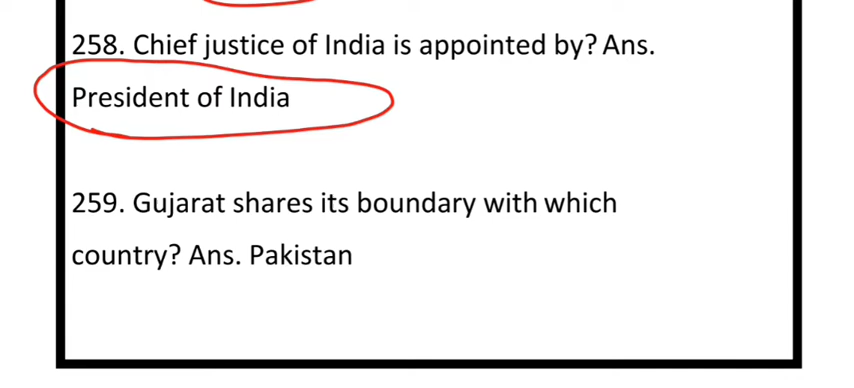 258. Chief justice of India is appointed by? Ans.
President of India
259. Gujarat shares its boundary with which
country? Ans. Pakistan